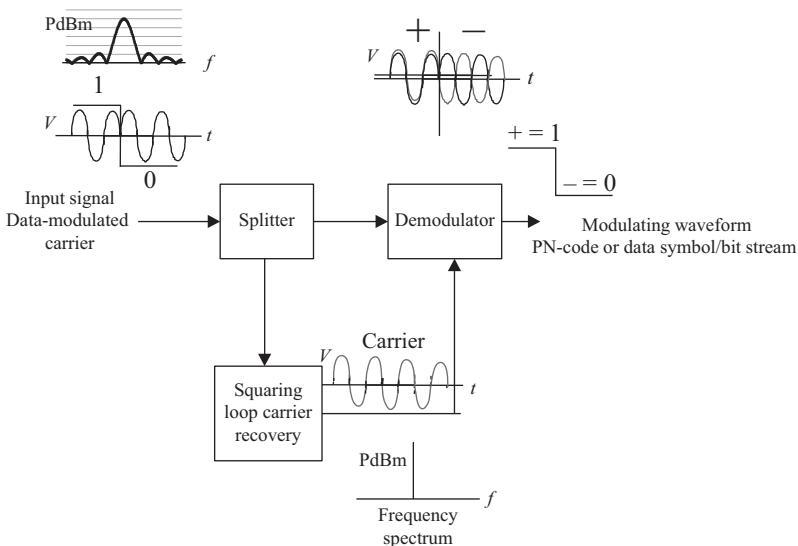 PdBm
f
1
V
t
0
+ –
V
t
+ = 1
– = 0
Input signal
Data-modulated
carrier
Splitter
Demodulator
Modulating waveform
PN-code or data symbol/bit stream
Carrier
V
t
Squaring
loop carrier
recovery
PdBm
f
Frequency
spectrum